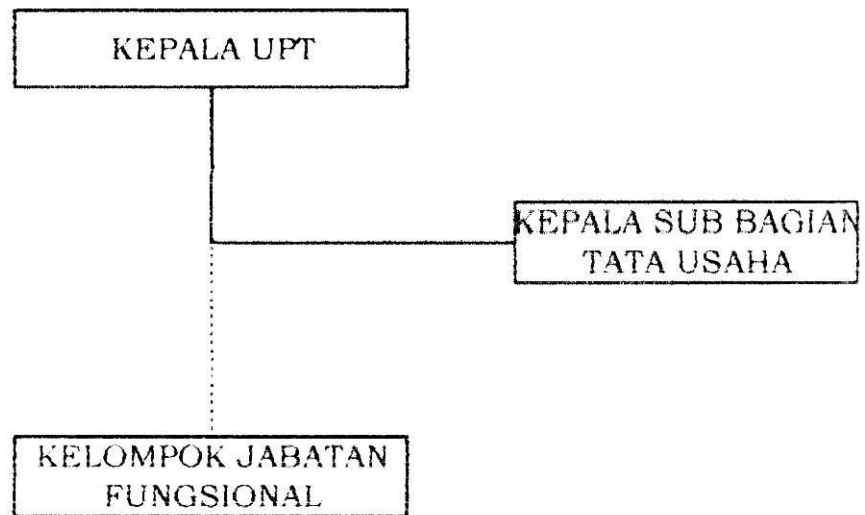 KEPALA UPT
KEPALA SUB BAGIAN
TATA USAHA
KELOMPOK JABATAN
FUNGSIONAL